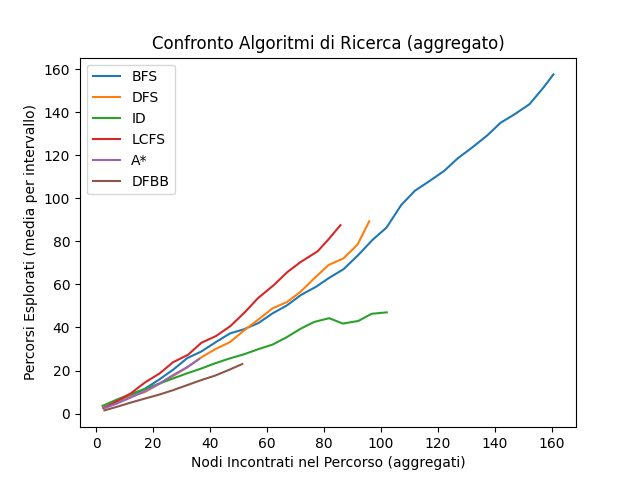 Confronto Algoritmi di Ricerca (aggregato)
Percorsi Esplorati (media per intervallo)
160
140
120
100
80
60
40
20
0
BFS
DFS
ID
LCFS
A*
DFBB
0 20 40 60 80 100 120 140 160
Nodi Incontrati nel Percorso (aggregati)